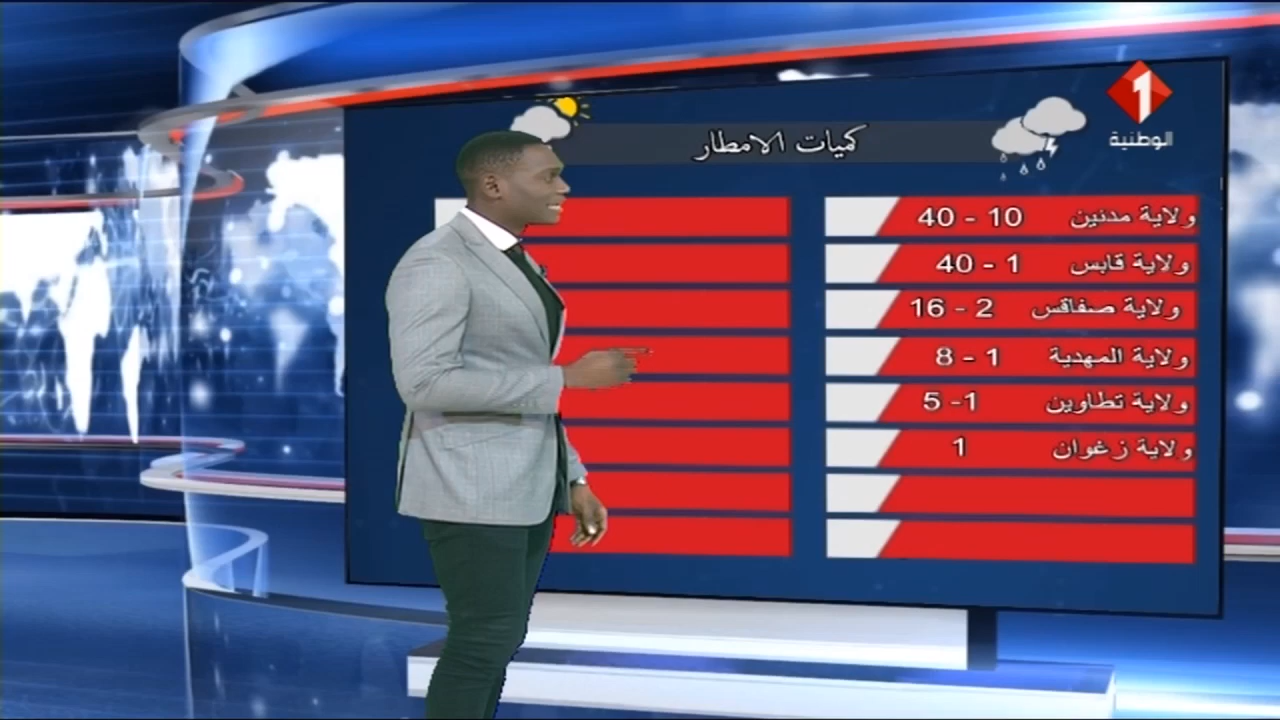 كميات الامطار
1
الوطنية
ولاية مدنين 10 - 40
ولاية قابس 1 - 40
ولاية صفاقس 2 - 16
ولاية المهدية 1 - 8
ولاية تطاوين 1- 5
ولاية زغوان 1